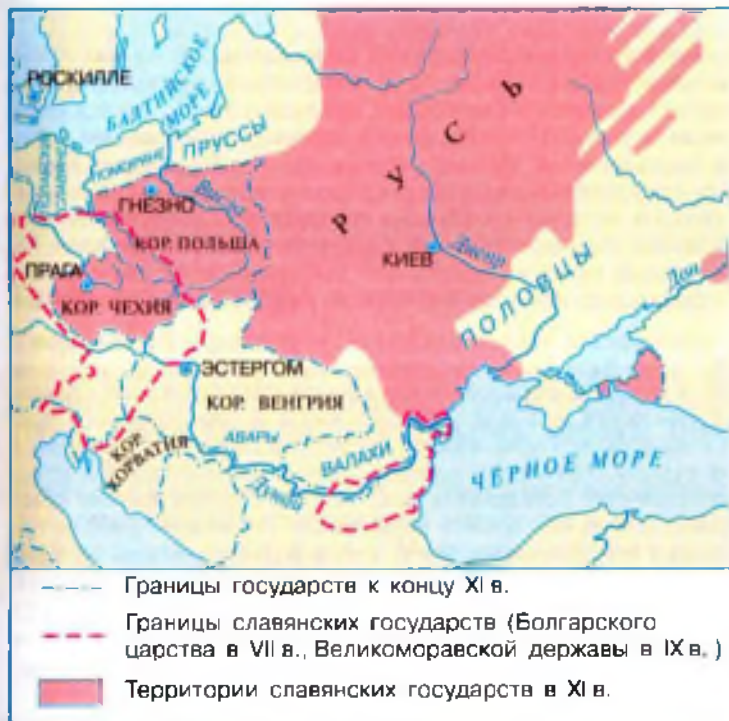 РОСКИЛЛЕ
БАЛТИЙСКОЕ
МОРЕ
ПРУССЫ
ПОМОРЯНЕ
ГНЕЗНО
Висла
КОР. ПОЛЬША
ПРАГА
КОР. ЧЕХИЯ
РУСЬ
КИЕВ
Днепр
ПОЛОВЦЫ
Дон
ЭСТЕРГОМ
КОР. ВЕНГРИЯ
КОР.
ХОРВАТИЯ
АВАРЫ
ВАЛАХИ
Дунай
ЧЁРНОЕ МОРЕ
Границы государств к концу XI в.
Границы славянских государств (Болгарского
царства в VII в., Великоморавской державы в IX в. )
Территории славянских государств в XI в.